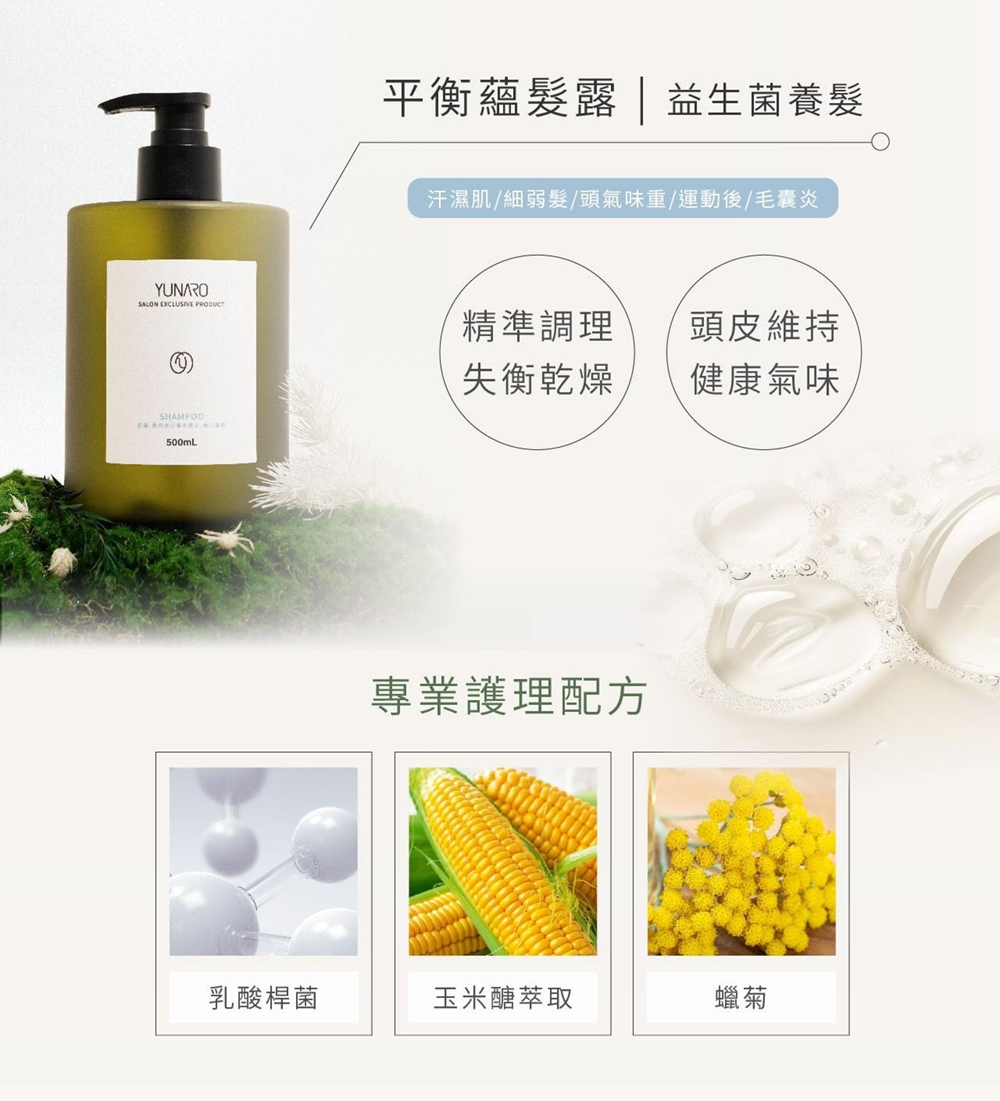 平衡蘊髮露｜益生菌養髮
汗濕肌/細弱髮/頭氣味重/運動後/毛囊炎
精準調理
失衡乾燥
頭皮維持
健康氣味
YUNARO
SALON EXCLUSIVE PRODUCT
SHAMPOO
500mL
專業護理配方
乳酸桿菌
玉米醣萃取
蠟菊